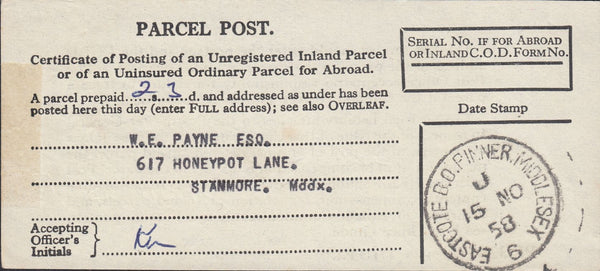 PARCEL POST.
Certificate of Posting of an Unregistered Inland Parcel
or of an Uninsured Ordinary Parcel for Abroad.
A parcel prepaid 2 s. 3 d. and addressed as under has been
posted here this day (enter FULL address); see also OVERLEAF.
W.E. PAYNE ESQ.
617 HONEYPOT LANE.
STANMORE. Mddx.
Accepting
Officer's
Initials
SERIAL NO. IF FOR ABROAD
OR INLAND C.O.D. FORM NO.
Date Stamp
EASTCOTE B.O. PINNER, MIDDLESEX
J
15 NO
58
6